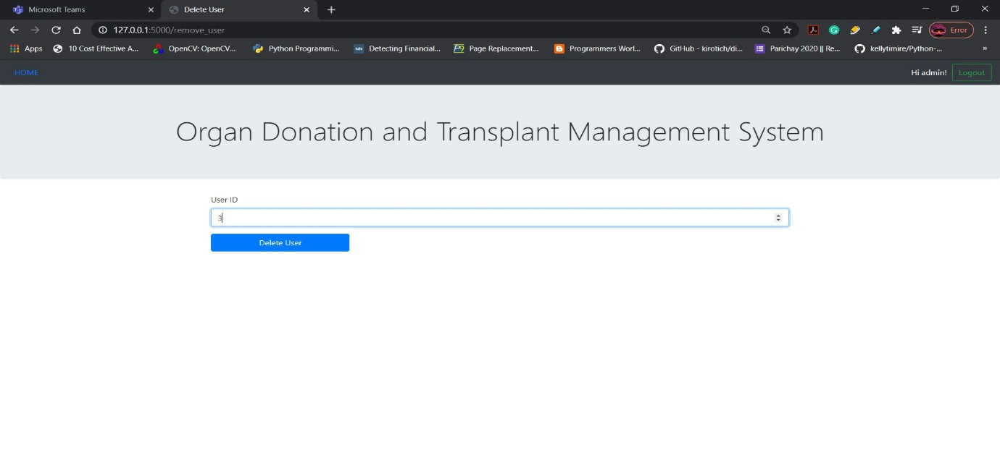 Microsoft Teams
Delete User
127.0.0.1:5000/remove_user
Error
Apps
10 Cost Effective A...
OpenCV: OpenCV...
Python Programmi...
tds
Detecting Financial...
Page Replacement...
Programmers Worl...
GitHub - kirotich/di...
Parichay 2020 || Re...
kellytimire/Python-...
»
HOME
Hi admin!
Logout
Organ Donation and Transplant Management System
User ID
3
Delete User